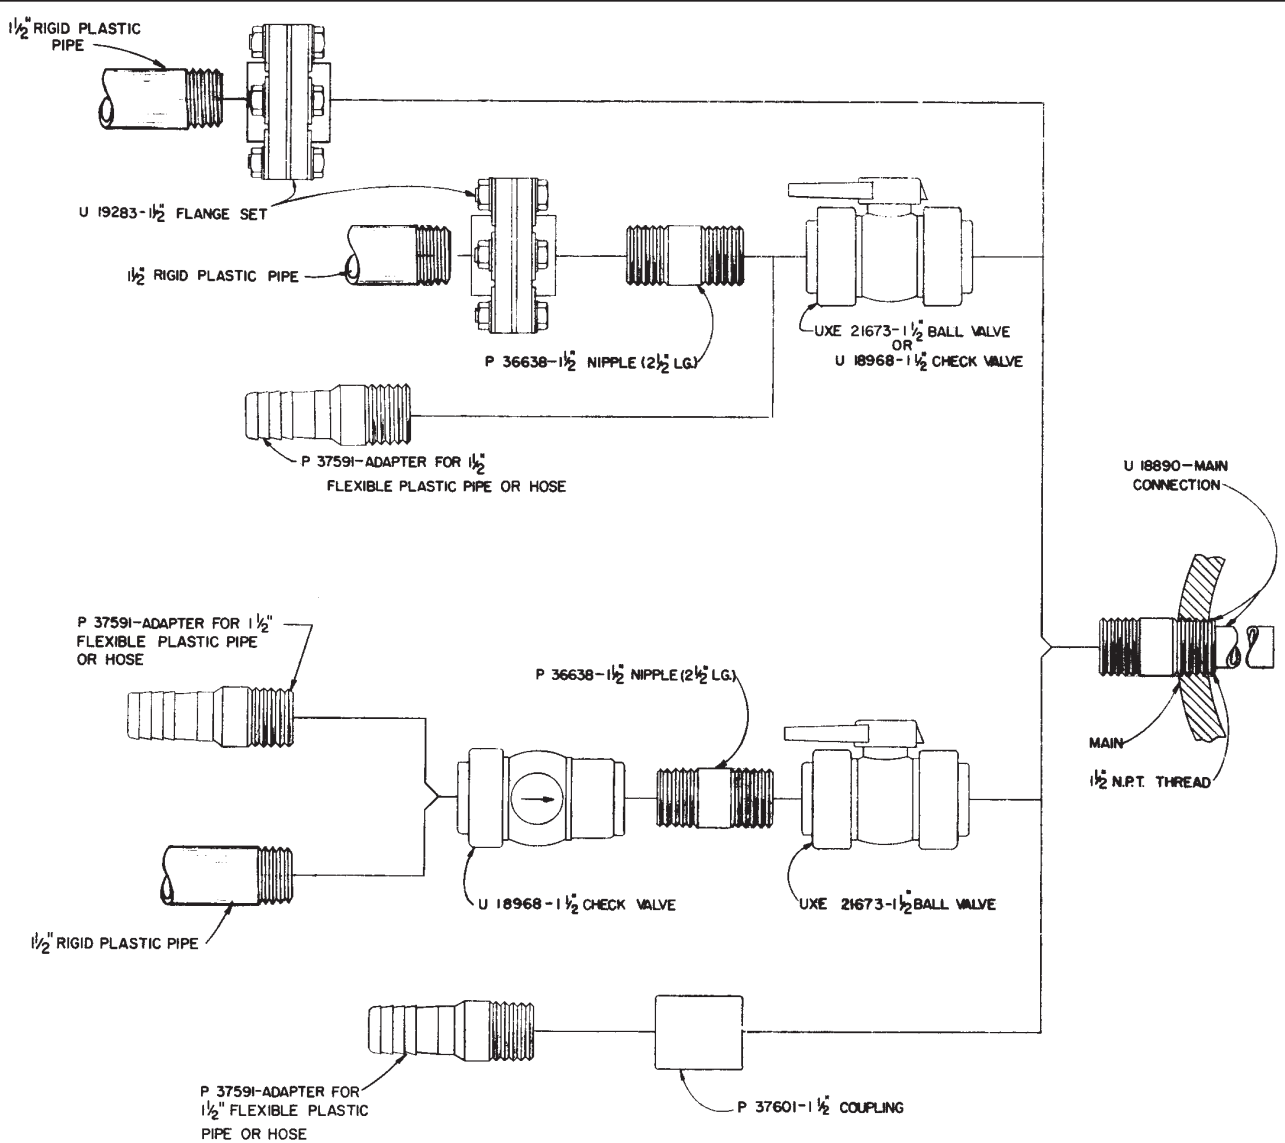 1½" RIGID PLASTIC
PIPE
U 19283-1½" FLANGE SET
1½" RIGID PLASTIC PIPE
P 36638-1½" NIPPLE (2½" LG.)
UXE 21673-1½" BALL VALVE
OR
U 18968-1½" CHECK VALVE
P 37591-ADAPTER FOR 1½"
FLEXIBLE PLASTIC PIPE OR HOSE
U 18890-MAIN
CONNECTION
P 37591-ADAPTER FOR 1½"
FLEXIBLE PLASTIC PIPE
OR HOSE
P 36638-1½" NIPPLE (2½" LG.)
MAIN
1½" N.P.T. THREAD
U 18968-1½" CHECK VALVE
UXE 21673-1½" BALL VALVE
1½" RIGID PLASTIC PIPE
P 37591-ADAPTER FOR
1½" FLEXIBLE PLASTIC
PIPE OR HOSE
P 37601-1½" COUPLING